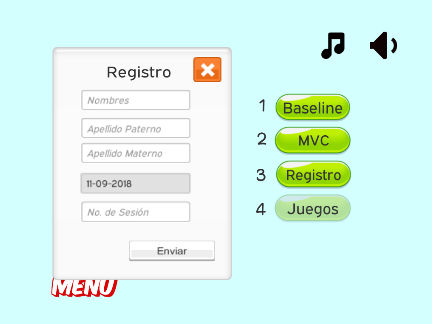 Registro
Nombres
Apellido Paterno
Apellido Materno
11-09-2018
No. de Sesión
Enviar
MENU
1 Baseline
2 MVC
3 Registro
4 Juegos